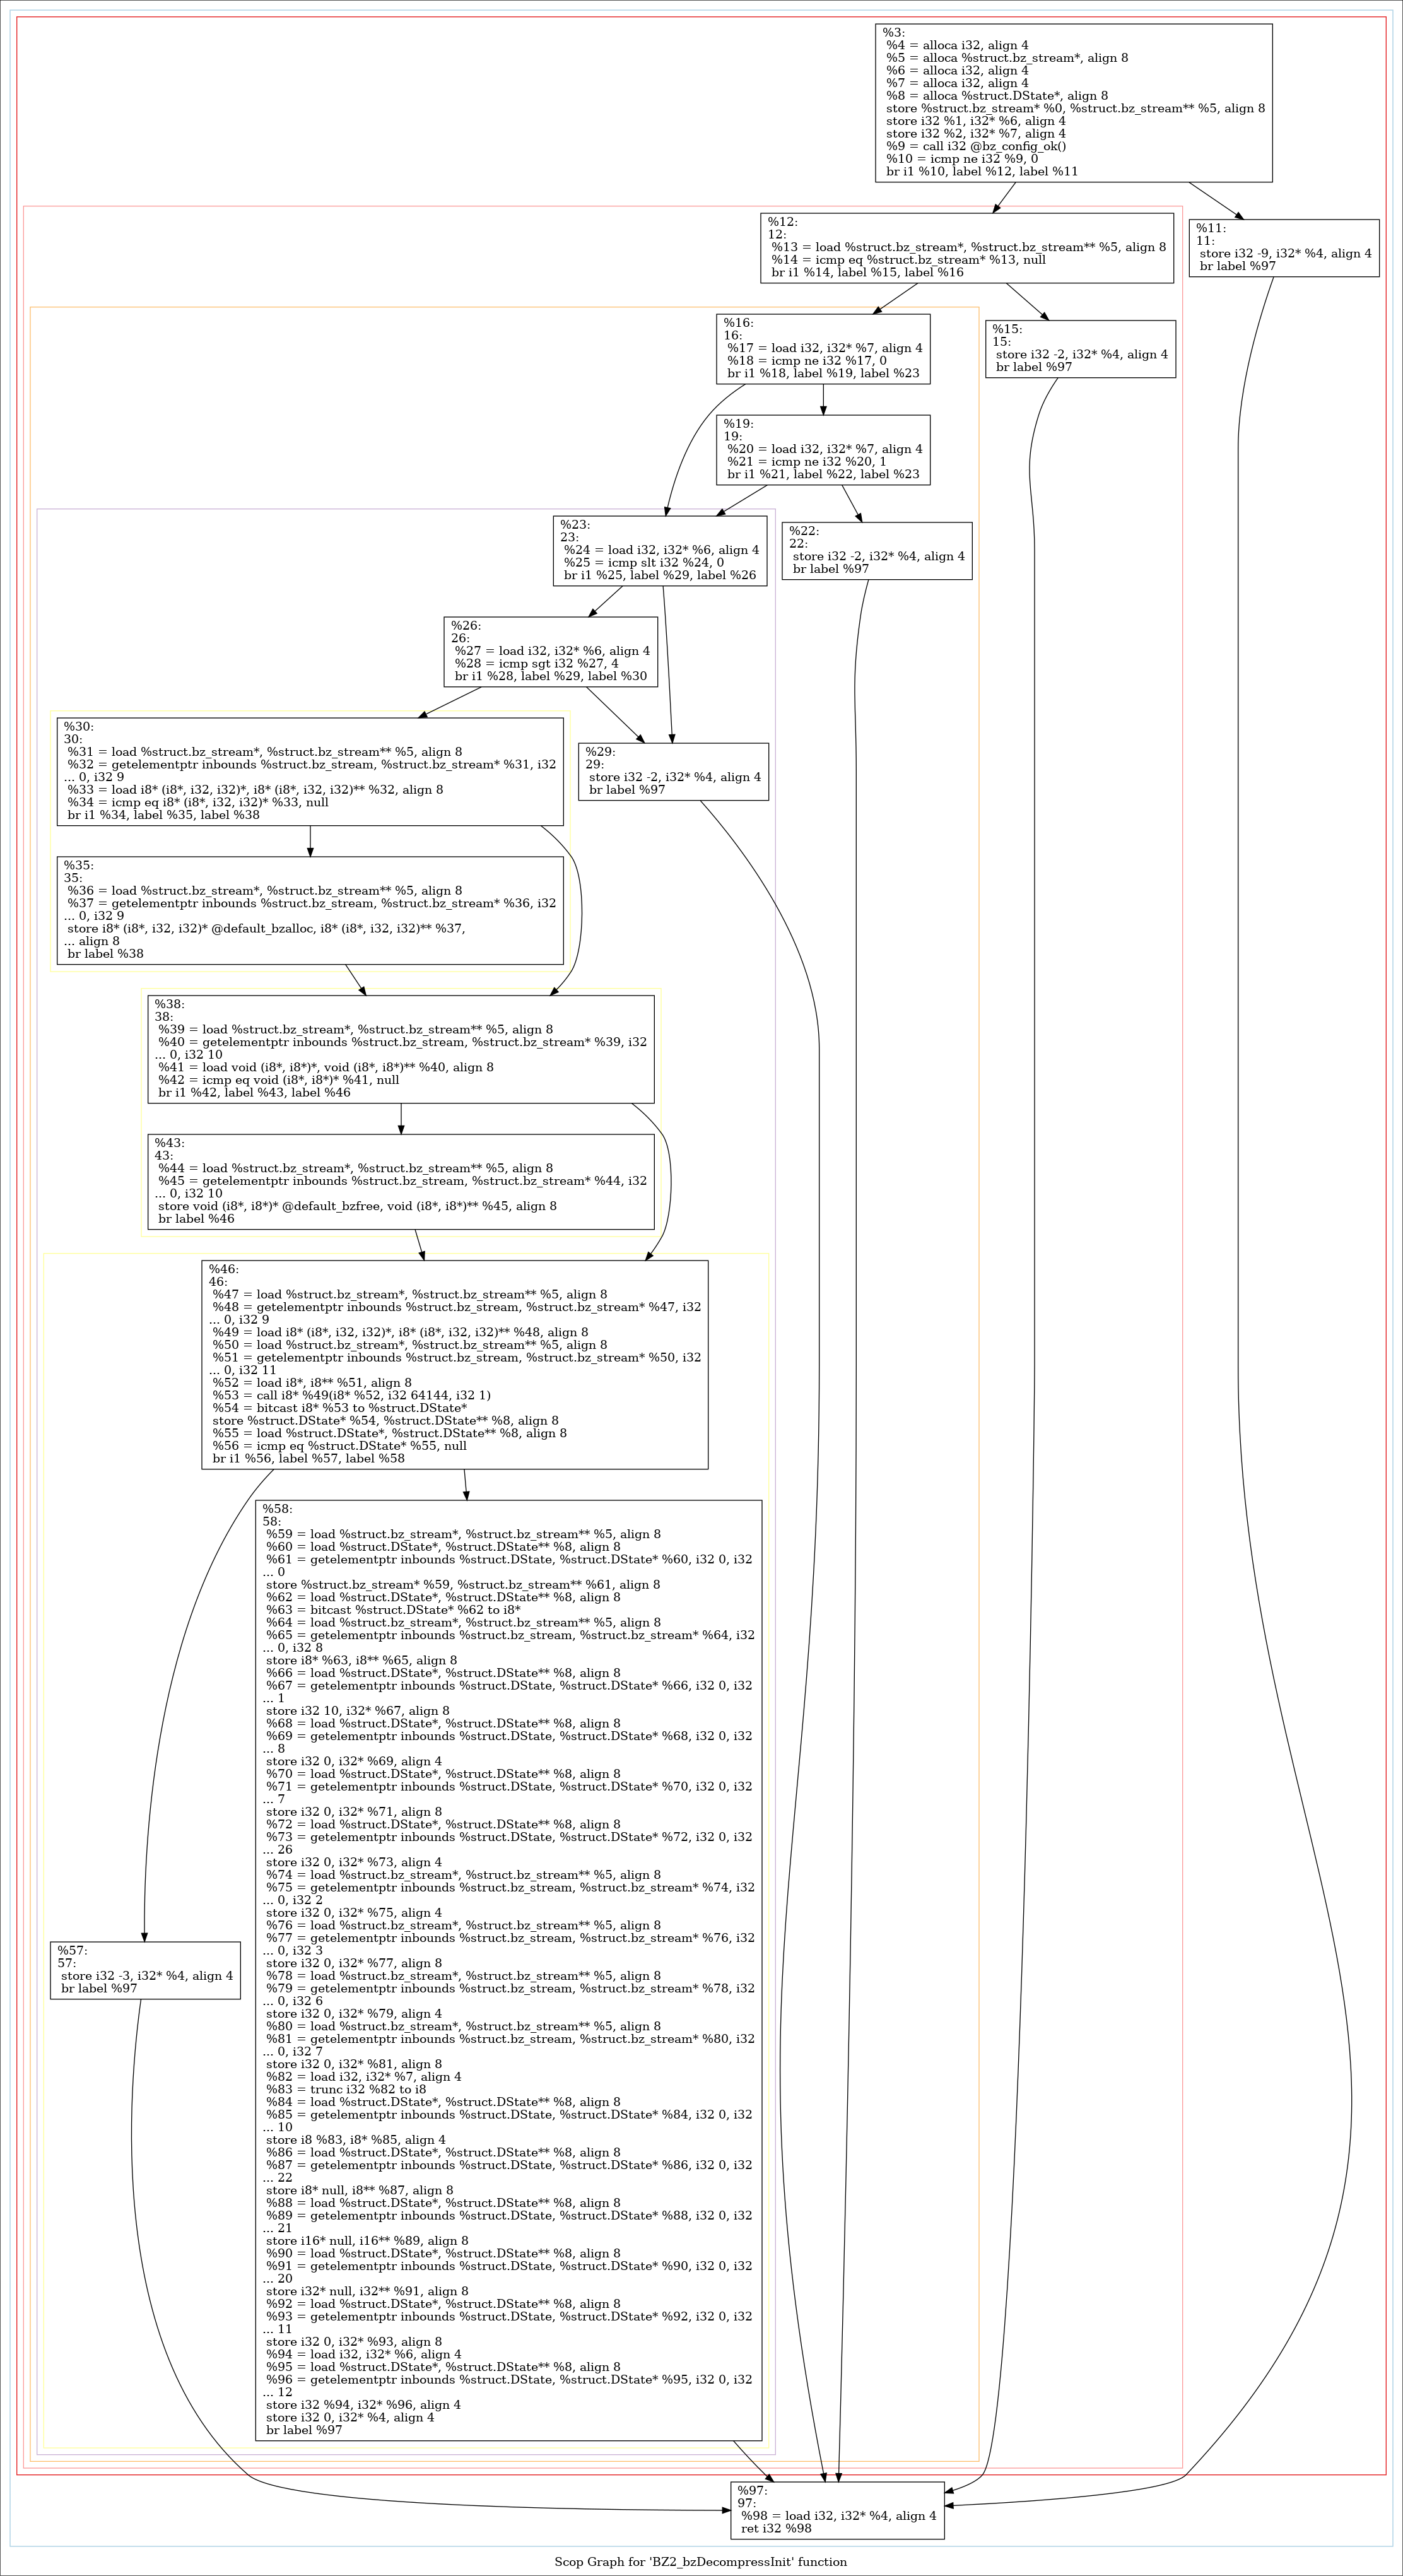 %3:
%4 = alloca i32, align 4
%5 = alloca %struct.bz_stream*, align 8
%6 = alloca i32, align 4
%7 = alloca i32, align 4
%8 = alloca %struct.DState*, align 8
store %struct.bz_stream* %0, %struct.bz_stream** %5, align 8
store i32 %1, i32* %6, align 4
store i32 %2, i32* %7, align 4
%9 = call i32 @bz_config_ok()
%10 = icmp ne i32 %9, 0
br i1 %10, label %12, label %11
%12:
12:
%13 = load %struct.bz_stream*, %struct.bz_stream** %5, align 8
%14 = icmp eq %struct.bz_stream* %13, null
br i1 %14, label %15, label %16
%11:
11:
store i32 -9, i32* %4, align 4
br label %97
%16:
16:
%17 = load i32, i32* %7, align 4
%18 = icmp ne i32 %17, 0
br i1 %18, label %19, label %23
%15:
15:
store i32 -2, i32* %4, align 4
br label %97
%19:
19:
%20 = load i32, i32* %7, align 4
%21 = icmp ne i32 %20, 1
br i1 %21, label %22, label %23
%23:
23:
%24 = load i32, i32* %6, align 4
%25 = icmp slt i32 %24, 0
br i1 %25, label %29, label %26
%22:
22:
store i32 -2, i32* %4, align 4
br label %97
%26:
26:
%27 = load i32, i32* %6, align 4
%28 = icmp sgt i32 %27, 4
br i1 %28, label %29, label %30
%30:
30:
%31 = load %struct.bz_stream*, %struct.bz_stream** %5, align 8
%32 = getelementptr inbounds %struct.bz_stream, %struct.bz_stream* %31, i32
... 0, i32 9
%33 = load i8* (i8*, i32, i32)*, i8* (i8*, i32, i32)** %32, align 8
%34 = icmp eq i8* (i8*, i32, i32)* %33, null
br i1 %34, label %35, label %38
%29:
29:
store i32 -2, i32* %4, align 4
br label %97
%35:
35:
%36 = load %struct.bz_stream*, %struct.bz_stream** %5, align 8
%37 = getelementptr inbounds %struct.bz_stream, %struct.bz_stream* %36, i32
... 0, i32 9
store i8* (i8*, i32, i32)* @default_bzalloc, i8* (i8*, i32, i32)** %37,
... align 8
br label %38
%38:
38:
%39 = load %struct.bz_stream*, %struct.bz_stream** %5, align 8
%40 = getelementptr inbounds %struct.bz_stream, %struct.bz_stream* %39, i32
... 0, i32 10
%41 = load void (i8*, i8*)*, void (i8*, i8*)** %40, align 8
%42 = icmp eq void (i8*, i8*)* %41, null
br i1 %42, label %43, label %46
%43:
43:
%44 = load %struct.bz_stream*, %struct.bz_stream** %5, align 8
%45 = getelementptr inbounds %struct.bz_stream, %struct.bz_stream* %44, i32
... 0, i32 10
store void (i8*, i8*)* @default_bzfree, void (i8*, i8*)** %45, align 8
br label %46
%46:
46:
%47 = load %struct.bz_stream*, %struct.bz_stream** %5, align 8
%48 = getelementptr inbounds %struct.bz_stream, %struct.bz_stream* %47, i32
... 0, i32 9
%49 = load i8* (i8*, i32, i32)*, i8* (i8*, i32, i32)** %48, align 8
%50 = load %struct.bz_stream*, %struct.bz_stream** %5, align 8
%51 = getelementptr inbounds %struct.bz_stream, %struct.bz_stream* %50, i32
... 0, i32 11
%52 = load i8*, i8** %51, align 8
%53 = call i8* %49(i8* %52, i32 64144, i32 1)
%54 = bitcast i8* %53 to %struct.DState*
store %struct.DState* %54, %struct.DState** %8, align 8
%55 = load %struct.DState*, %struct.DState** %8, align 8
%56 = icmp eq %struct.DState* %55, null
br i1 %56, label %57, label %58
%58:
58:
%59 = load %struct.bz_stream*, %struct.bz_stream** %5, align 8
%60 = load %struct.DState*, %struct.DState** %8, align 8
%61 = getelementptr inbounds %struct.DState, %struct.DState* %60, i32 0, i32
... 0
store %struct.bz_stream* %59, %struct.bz_stream** %61, align 8
%62 = load %struct.DState*, %struct.DState** %8, align 8
%63 = bitcast %struct.DState* %62 to i8*
%64 = load %struct.bz_stream*, %struct.bz_stream** %5, align 8
%65 = getelementptr inbounds %struct.bz_stream, %struct.bz_stream* %64, i32
... 0, i32 8
store i8* %63, i8** %65, align 8
%66 = load %struct.DState*, %struct.DState** %8, align 8
%67 = getelementptr inbounds %struct.DState, %struct.DState* %66, i32 0, i32
... 1
store i32 10, i32* %67, align 8
%68 = load %struct.DState*, %struct.DState** %8, align 8
%69 = getelementptr inbounds %struct.DState, %struct.DState* %68, i32 0, i32
... 8
store i32 0, i32* %69, align 4
%70 = load %struct.DState*, %struct.DState** %8, align 8
%71 = getelementptr inbounds %struct.DState, %struct.DState* %70, i32 0, i32
... 7
store i32 0, i32* %71, align 8
%72 = load %struct.DState*, %struct.DState** %8, align 8
%73 = getelementptr inbounds %struct.DState, %struct.DState* %72, i32 0, i32
... 26
store i32 0, i32* %73, align 4
%74 = load %struct.bz_stream*, %struct.bz_stream** %5, align 8
%75 = getelementptr inbounds %struct.bz_stream, %struct.bz_stream* %74, i32
... 0, i32 2
store i32 0, i32* %75, align 4
%76 = load %struct.bz_stream*, %struct.bz_stream** %5, align 8
%77 = getelementptr inbounds %struct.bz_stream, %struct.bz_stream* %76, i32
... 0, i32 3
store i32 0, i32* %77, align 8
%78 = load %struct.bz_stream*, %struct.bz_stream** %5, align 8
%79 = getelementptr inbounds %struct.bz_stream, %struct.bz_stream* %78, i32
... 0, i32 6
store i32 0, i32* %79, align 4
%80 = load %struct.bz_stream*, %struct.bz_stream** %5, align 8
%81 = getelementptr inbounds %struct.bz_stream, %struct.bz_stream* %80, i32
... 0, i32 7
store i32 0, i32* %81, align 8
%82 = load i32, i32* %7, align 4
%83 = trunc i32 %82 to i8
%84 = load %struct.DState*, %struct.DState** %8, align 8
%85 = getelementptr inbounds %struct.DState, %struct.DState* %84, i32 0, i32
... 10
store i8 %83, i8* %85, align 4
%86 = load %struct.DState*, %struct.DState** %8, align 8
%87 = getelementptr inbounds %struct.DState, %struct.DState* %86, i32 0, i32
... 22
store i8* null, i8** %87, align 8
%88 = load %struct.DState*, %struct.DState** %8, align 8
%89 = getelementptr inbounds %struct.DState, %struct.DState* %88, i32 0, i32
... 21
store i16* null, i16** %89, align 8
%90 = load %struct.DState*, %struct.DState** %8, align 8
%91 = getelementptr inbounds %struct.DState, %struct.DState* %90, i32 0, i32
... 20
store i32* null, i32** %91, align 8
%92 = load %struct.DState*, %struct.DState** %8, align 8
%93 = getelementptr inbounds %struct.DState, %struct.DState* %92, i32 0, i32
... 11
store i32 0, i32* %93, align 8
%94 = load i32, i32* %6, align 4
%95 = load %struct.DState*, %struct.DState** %8, align 8
%96 = getelementptr inbounds %struct.DState, %struct.DState* %95, i32 0, i32
... 12
store i32 %94, i32* %96, align 4
store i32 0, i32* %4, align 4
br label %97
%57:
57:
store i32 -3, i32* %4, align 4
br label %97
%97:
97:
%98 = load i32, i32* %4, align 4
ret i32 %98
Scop Graph for 'BZ2_bzDecompressInit' function